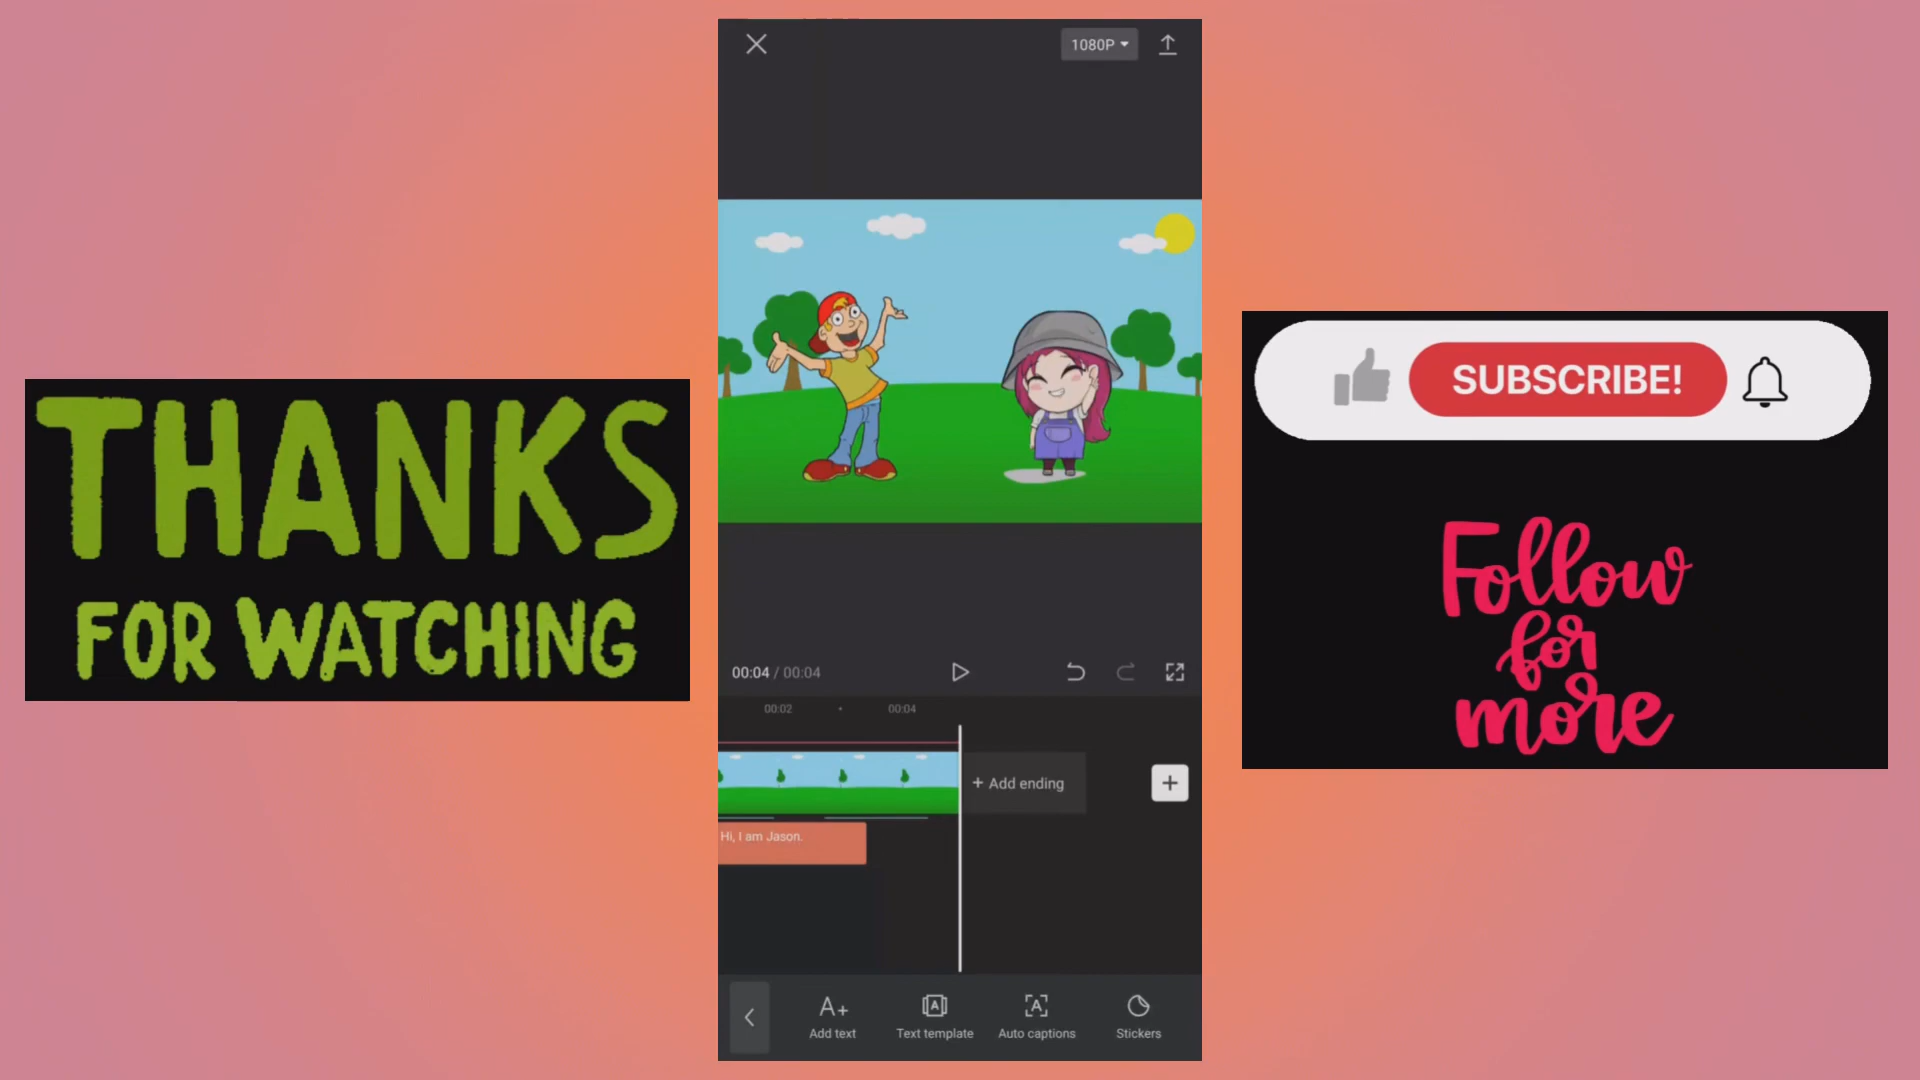 THANKS
FOR WATCHING
1080P
00:04 / 00:04
00:02
00:04
+ Add ending
Hi, I am Jason.
Add text
Text template
Auto captions
Stickers
SUBSCRIBE!
Follow
for
more